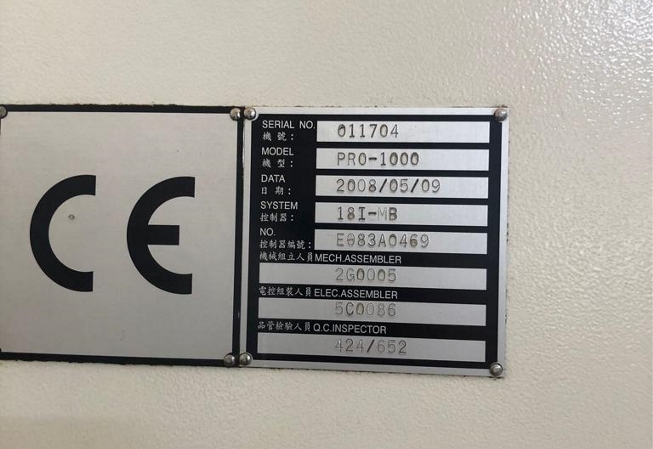 CE
SERIAL NO. 011704
機 號：
MODEL PRO-1000
機 型：
DATA 2008/05/09
日 期：
SYSTEM 18I-MB
控制器：
NO. E083A0469
控制器編號：
機械組立人員 MECH.ASSEMBLER
2G0005
電控組裝人員 ELEC.ASSEMBLER
5C0086
品管檢驗人員 Q.C.INSPECTOR
424/652